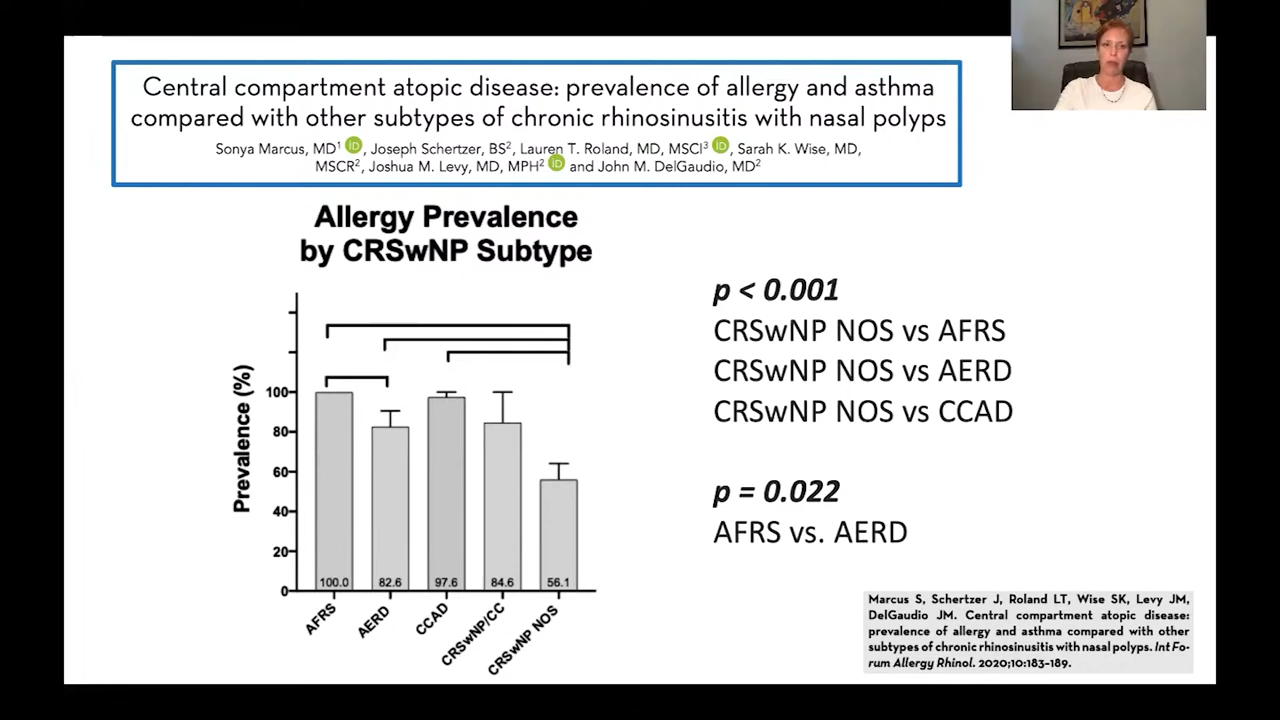 Central compartment atopic disease: prevalence of allergy and asthma
compared with other subtypes of chronic rhinosinusitis with nasal polyps
Sonya Marcus, MD¹ iD, Joseph Schertzer, BS², Lauren T. Roland, MD, MSCI³ iD, Sarah K. Wise, MD,
MSCR², Joshua M. Levy, MD, MPH² iD and John M. DelGaudio, MD²
Allergy Prevalence
by CRSwNP Subtype
Prevalence (%)
100
80
60
40
20
0
100.0 82.6 97.6 84.6 56.1
AFRS
AERD
CCAD
CRSwNP/CC
CRSwNP NOS
p < 0.001
CRSwNP NOS vs AFRS
CRSwNP NOS vs AERD
CRSwNP NOS vs CCAD
p = 0.022
AFRS vs. AERD
Marcus S, Schertzer J, Roland LT, Wise SK, Levy JM,
DelGaudio JM. Central compartment atopic disease:
prevalence of allergy and asthma compared with other
subtypes of chronic rhinosinusitis with nasal polyps. Int Fo-
rum Allergy Rhinol. 2020;10:183–189.